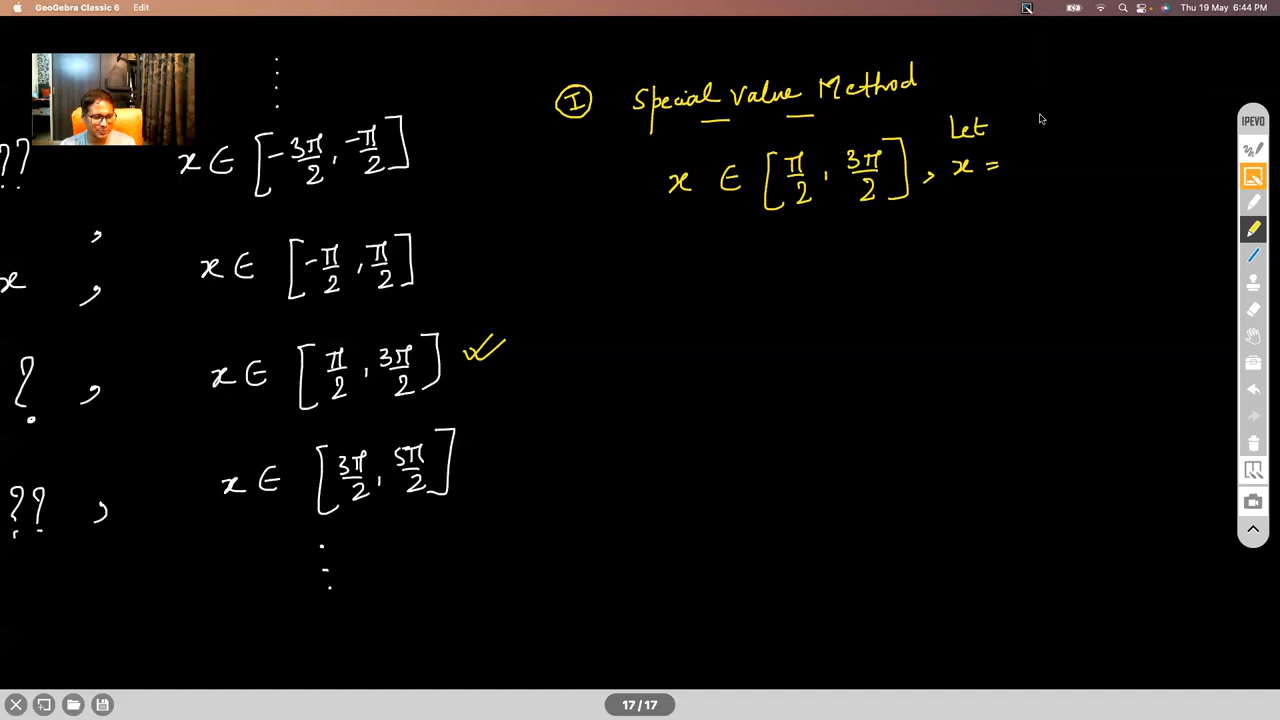 GeoGebra Classic 6 Edit Thu 19 May 6:44 PM
?? x ∈ [-3π/2, -π/2]
,
x , x ∈ [-π/2, π/2]
? , x ∈ [π/2, 3π/2] ✓
?? , x ∈ [3π/2, 5π/2]
I Special Value Method
x ∈ [π/2, 3π/2], Let x =
IPEVO
17/17